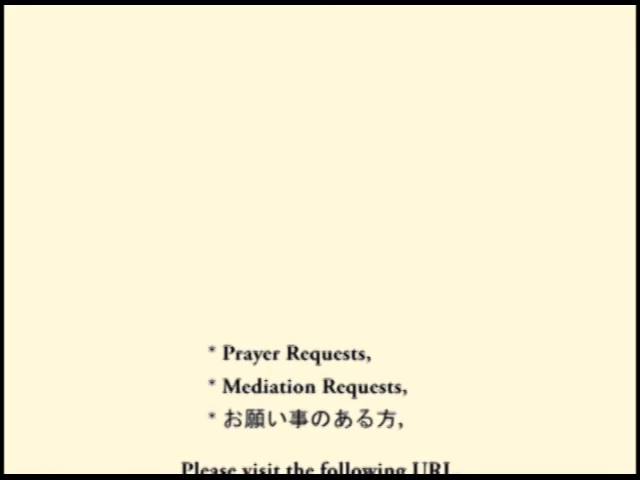 * Prayer Requests,
* Mediation Requests,
* お願い事のある方,
Please visit the following URL